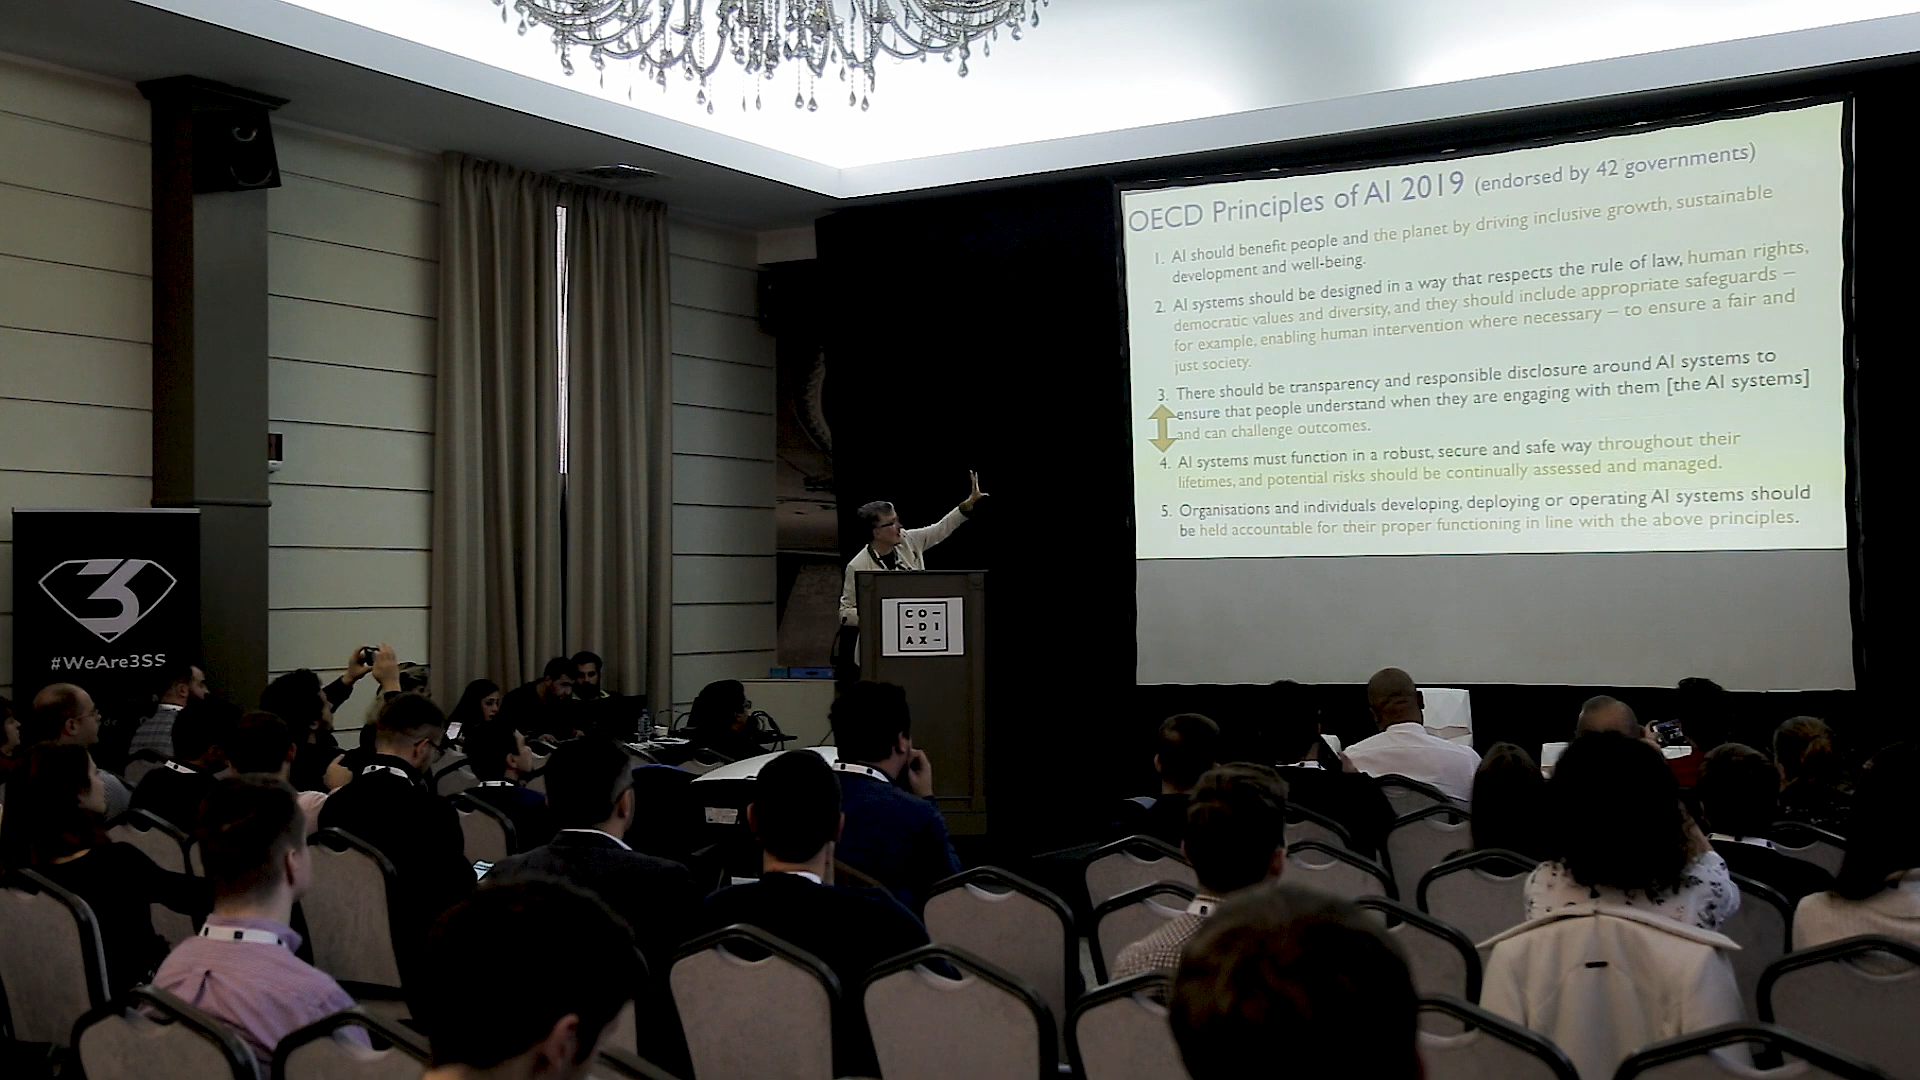 OECD Principles of AI 2019 (endorsed by 42 governments)
1. AI should benefit people and the planet by driving inclusive growth, sustainable
development and well-being.
2. AI systems should be designed in a way that respects the rule of law, human rights,
democratic values and diversity, and they should include appropriate safeguards –
for example, enabling human intervention where necessary – to ensure a fair and
just society.
3. There should be transparency and responsible disclosure around AI systems to
ensure that people understand when they are engaging with them [the AI systems]
and can challenge outcomes.
4. AI systems must function in a robust, secure and safe way throughout their
lifetimes, and potential risks should be continually assessed and managed.
5. Organisations and individuals developing, deploying or operating AI systems should
be held accountable for their proper functioning in line with the above principles.
CO–
–DI
AX–
3
#WeAre3SS